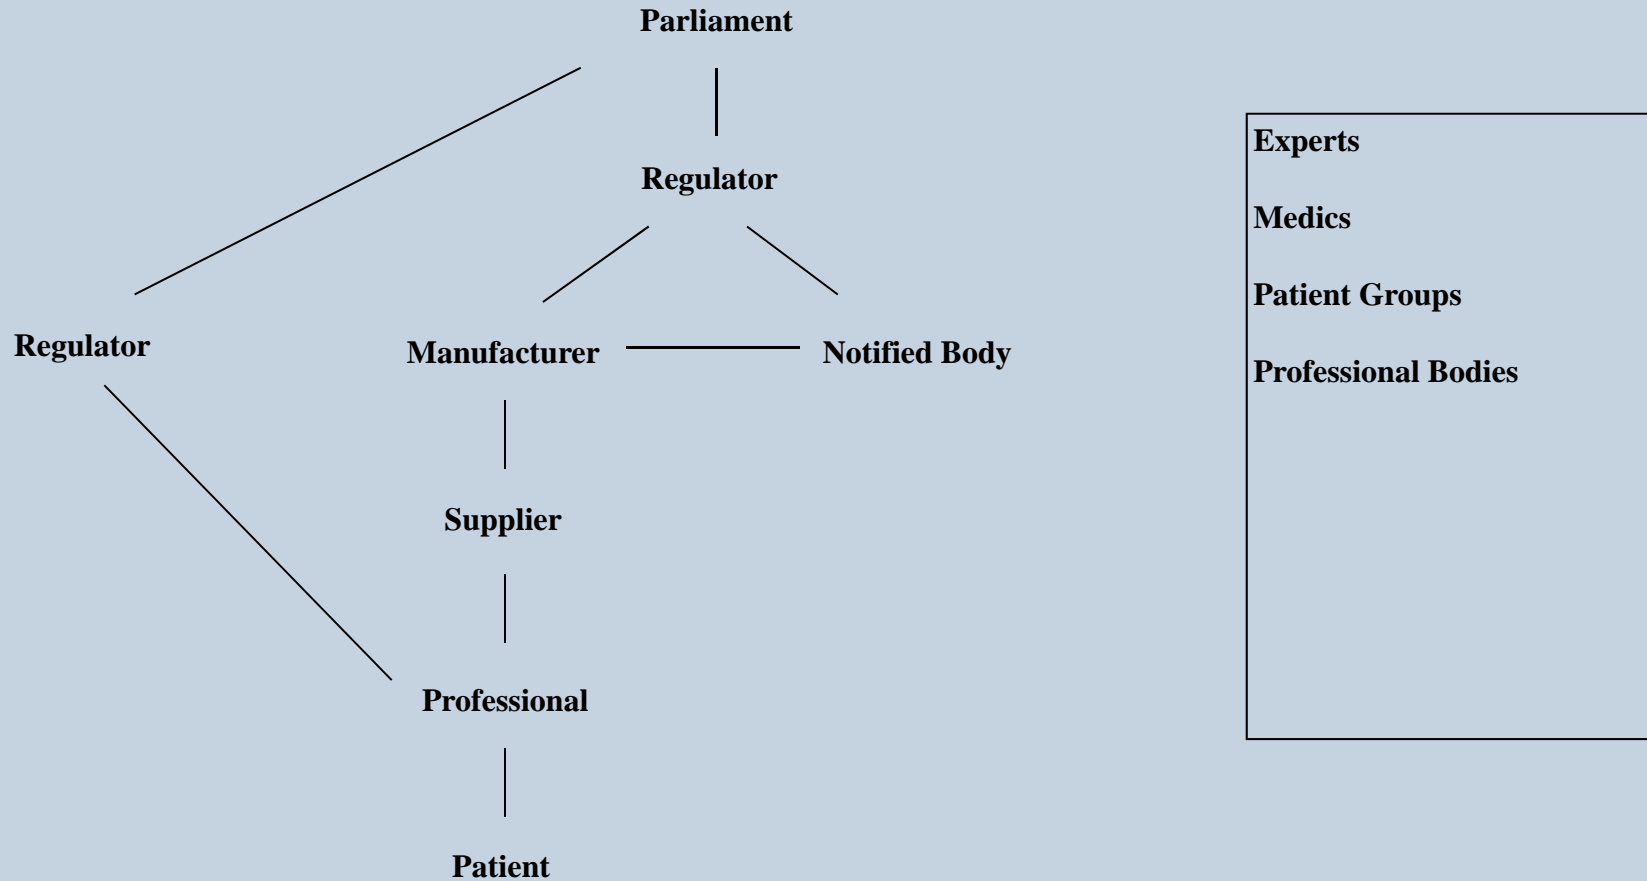 Parliament
Regulator
Regulator
Manufacturer
Notified Body
Supplier
Professional
Patient
Experts
Medics
Patient Groups
Professional Bodies